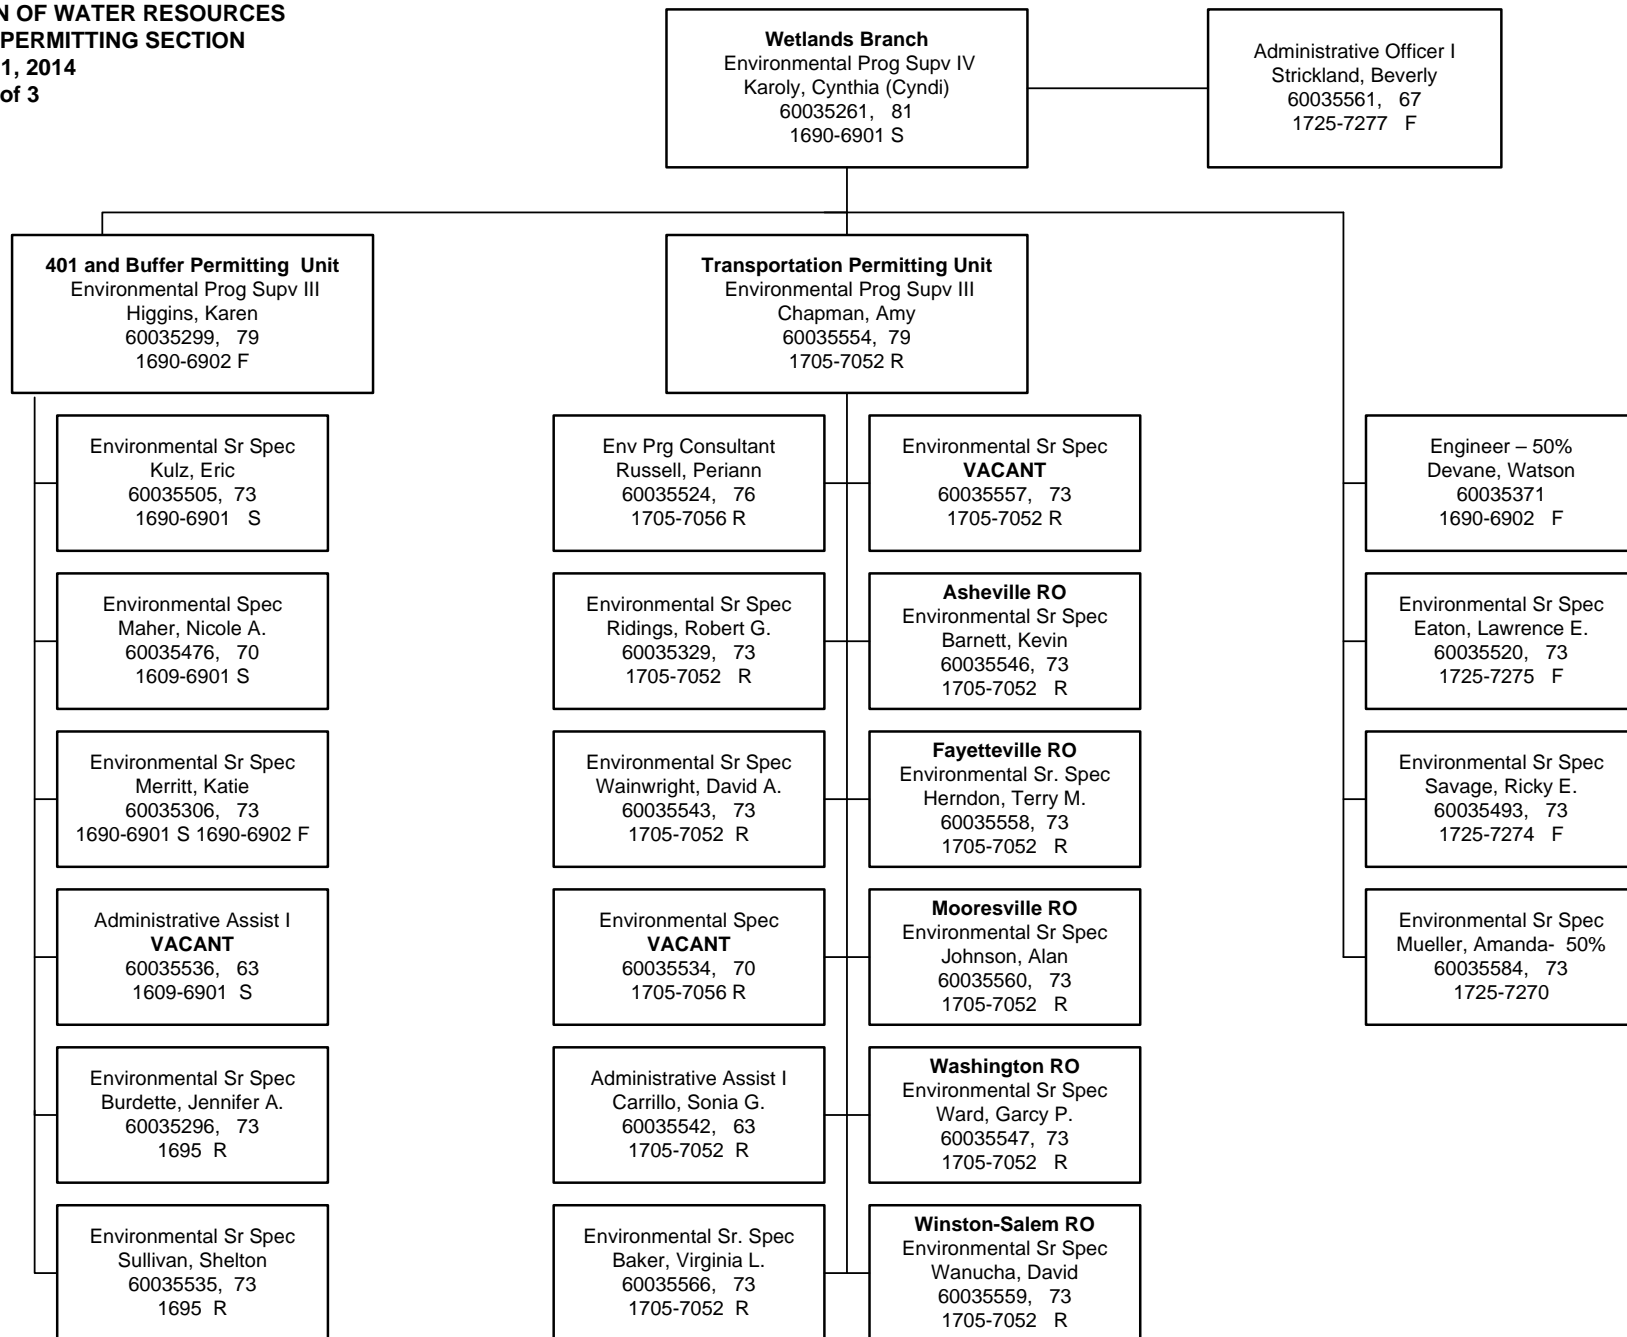 N OF WATER RESOURCES
PERMITTING SECTION
1, 2014
of 3
Wetlands Branch
Environmental Prog Supv IV
Karoly, Cynthia (Cyndi)
60035261, 81
1690-6901 S
Administrative Officer I
Strickland, Beverly
60035561, 67
1725-7277 F
401 and Buffer Permitting Unit
Environmental Prog Supv III
Higgins, Karen
60035299, 79
1690-6902 F
Transportation Permitting Unit
Environmental Prog Supv III
Chapman, Amy
60035554, 79
1705-7052 R
Environmental Sr Spec
Kulz, Eric
60035505, 73
1690-6901 S
Environmental Spec
Maher, Nicole A.
60035476, 70
1609-6901 S
Environmental Sr Spec
Merritt, Katie
60035306, 73
1690-6901 S 1690-6902 F
Administrative Assist I
VACANT
60035536, 63
1609-6901 S
Environmental Sr Spec
Burdette, Jennifer A.
60035296, 73
1695 R
Environmental Sr Spec
Sullivan, Shelton
60035535, 73
1695 R
Env Prg Consultant
Russell, Periann
60035524, 76
1705-7056 R
Environmental Sr Spec
Ridings, Robert G.
60035329, 73
1705-7052 R
Environmental Sr Spec
Wainwright, David A.
60035543, 73
1705-7052 R
Environmental Spec
VACANT
60035534, 70
1705-7056 R
Administrative Assist I
Carrillo, Sonia G.
60035542, 63
1705-7052 R
Environmental Sr. Spec
Baker, Virginia L.
60035566, 73
1705-7052 R
Environmental Sr Spec
VACANT
60035557, 73
1705-7052 R
Asheville RO
Environmental Sr Spec
Barnett, Kevin
60035546, 73
1705-7052 R
Fayetteville RO
Environmental Sr. Spec
Herndon, Terry M.
60035558, 73
1705-7052 R
Mooresville RO
Environmental Sr Spec
Johnson, Alan
60035560, 73
1705-7052 R
Washington RO
Environmental Sr Spec
Ward, Garcy P.
60035547, 73
1705-7052 R
Winston-Salem RO
Environmental Sr Spec
Wanucha, David
60035559, 73
1705-7052 R
Engineer – 50%
Devane, Watson
60035371
1690-6902 F
Environmental Sr Spec
Eaton, Lawrence E.
60035520, 73
1725-7275 F
Environmental Sr Spec
Savage, Ricky E.
60035493, 73
1725-7274 F
Environmental Sr Spec
Mueller, Amanda- 50%
60035584, 73
1725-7270